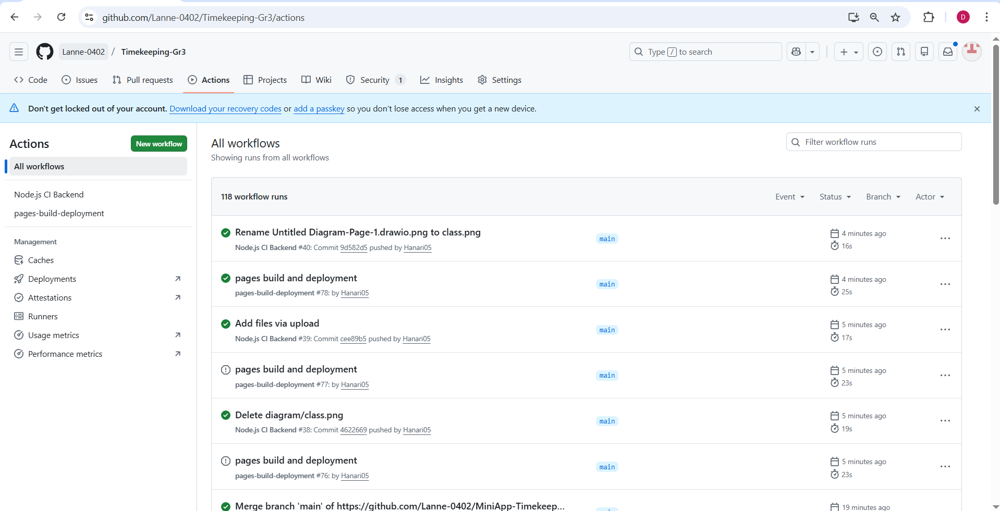 github.com/Lanne-0402/Timekeeping-Gr3/actions
D
Lanne-0402 / Timekeeping-Gr3
Type / to search
Code
Issues
Pull requests
Actions
Projects
Wiki
Security 1
Insights
Settings
Don't get locked out of your account. Download your recovery codes or add a passkey so you don't lose access when you get a new device.
Actions
New workflow
All workflows
Node.js CI Backend
pages-build-deployment
Management
Caches
Deployments
Attestations
Runners
Usage metrics
Performance metrics
All workflows
Showing runs from all workflows
Filter workflow runs
118 workflow runs
Event
Status
Branch
Actor
Rename Untitled Diagram-Page-1.drawio.png to class.png
Node.js CI Backend #40: Commit 9d582d5 pushed by Hanari05
main
4 minutes ago
16s
pages build and deployment
pages-build-deployment #78: by Hanari05
main
4 minutes ago
25s
Add files via upload
Node.js CI Backend #39: Commit cee89b5 pushed by Hanari05
main
5 minutes ago
17s
pages build and deployment
pages-build-deployment #77: by Hanari05
main
5 minutes ago
23s
Delete diagram/class.png
Node.js CI Backend #38: Commit 4622669 pushed by Hanari05
main
5 minutes ago
19s
pages build and deployment
pages-build-deployment #76: by Hanari05
main
5 minutes ago
23s
Merge branch 'main' of https://github.com/Lanne-0402/MiniApp-Timekeep...
19 minutes ago